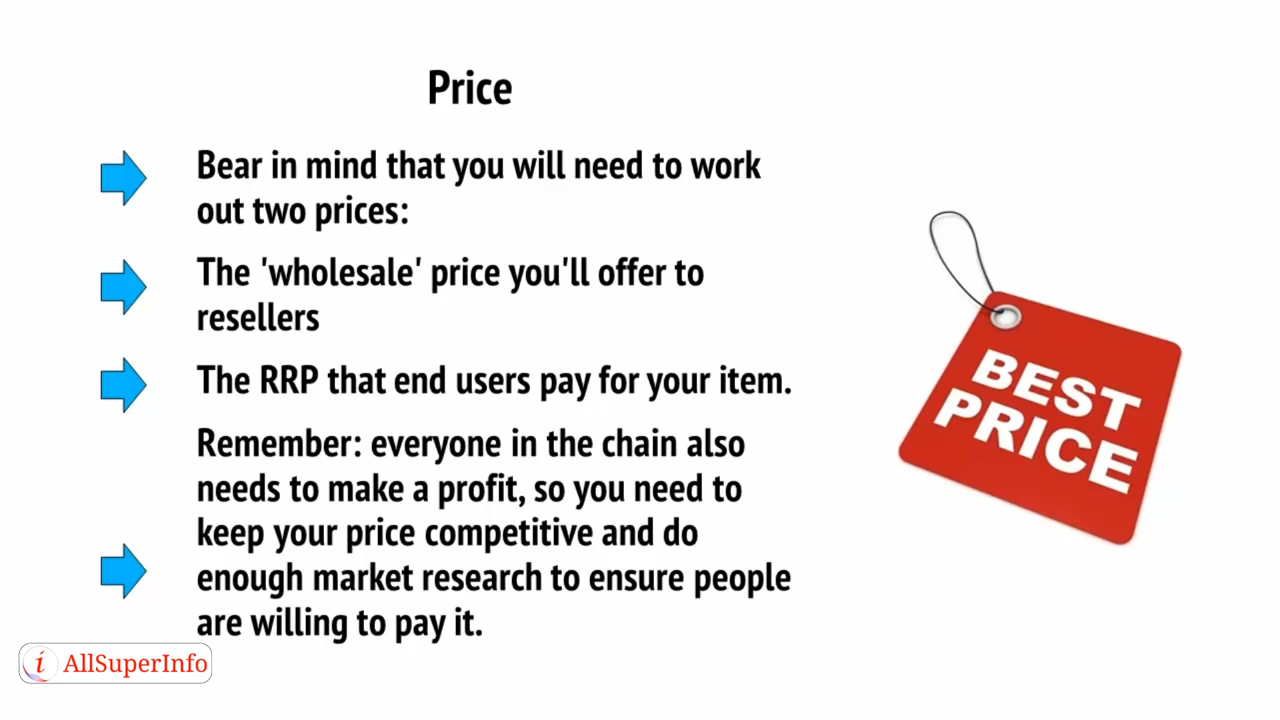 Price
Bear in mind that you will need to work
out two prices:
The 'wholesale' price you'll offer to
resellers
The RRP that end users pay for your item.
Remember: everyone in the chain also
needs to make a profit, so you need to
keep your price competitive and do
enough market research to ensure people
are willing to pay it.
BEST
PRICE
i AllSuperInfo